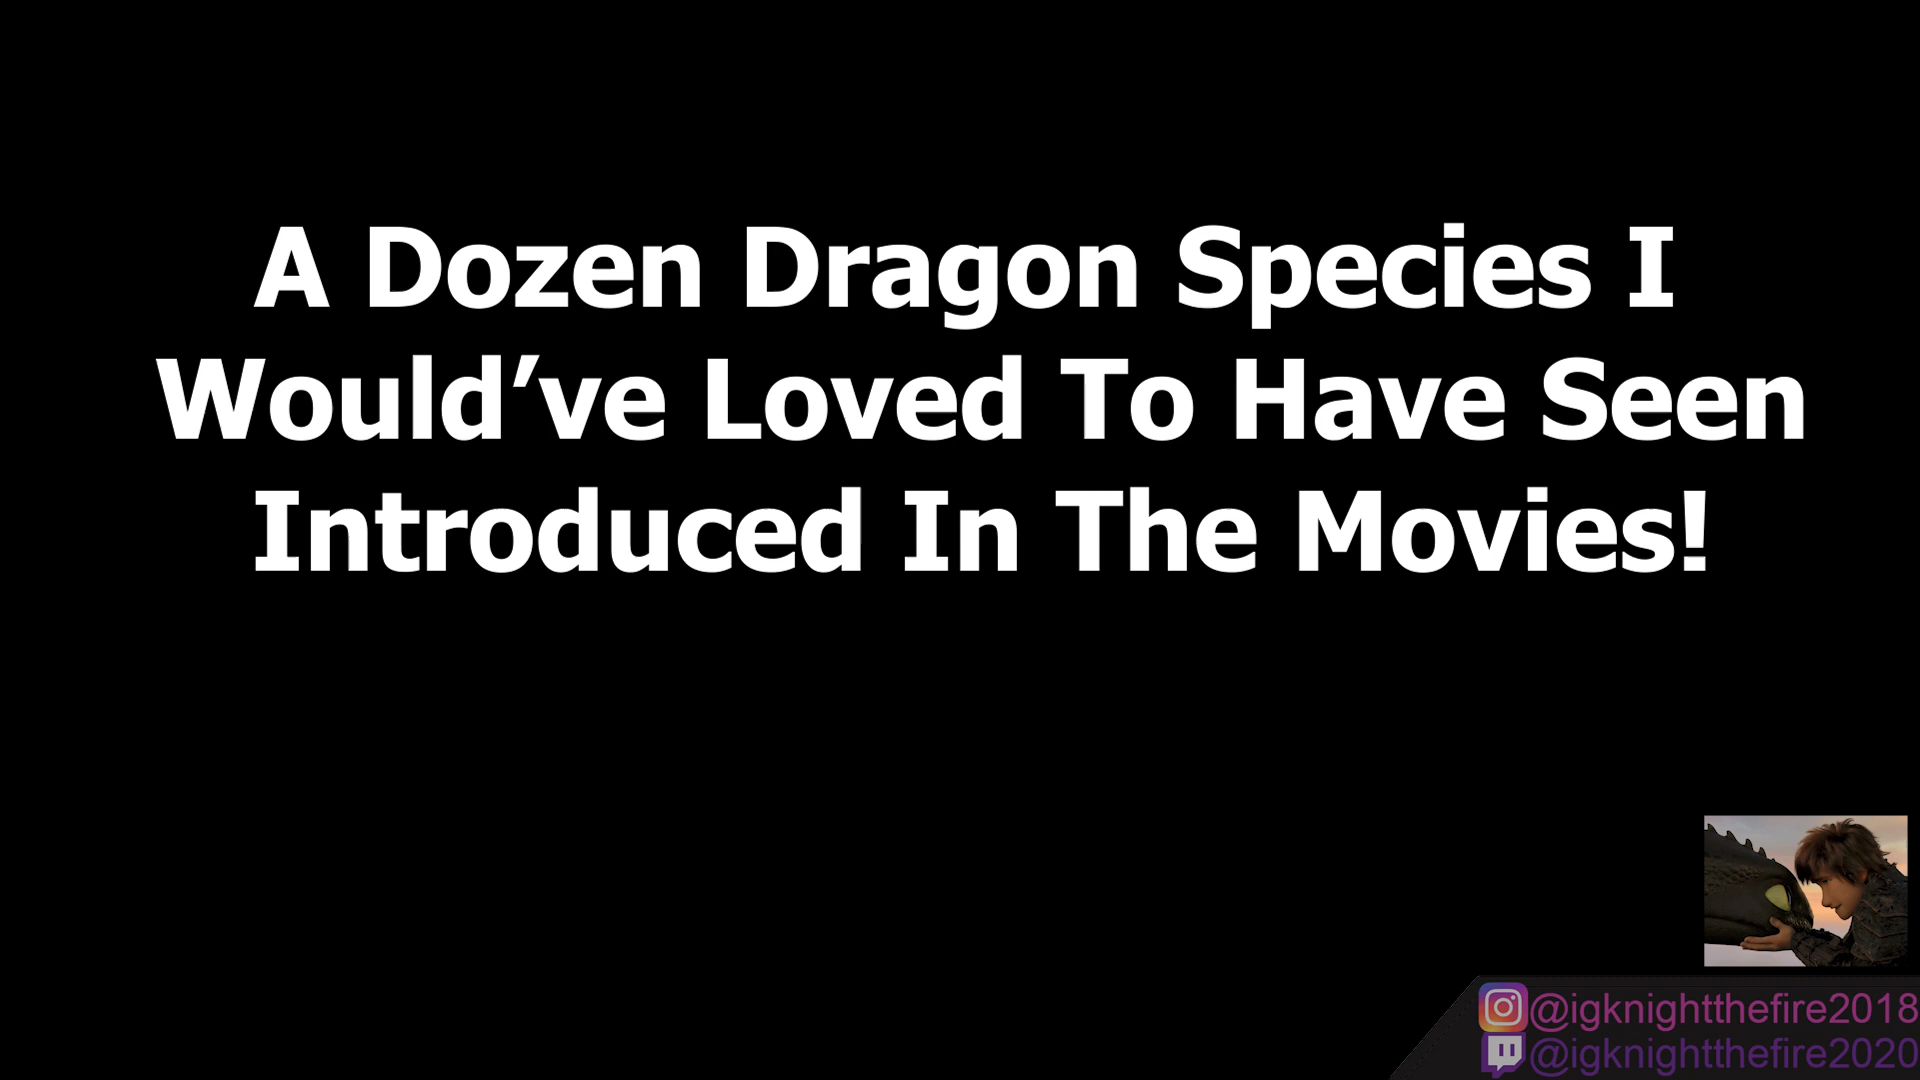 A Dozen Dragon Species I
Would’ve Loved To Have Seen
Introduced In The Movies!
@igknightthefire2018
@igknightthefire2020